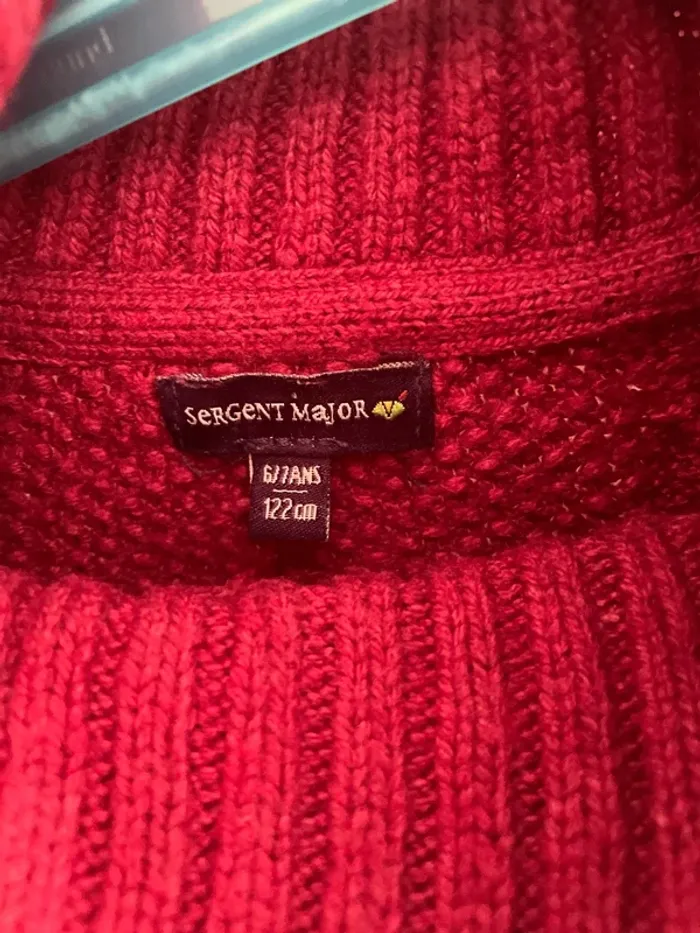 SeRGeNT MaJOR
6/7ANS
122cm